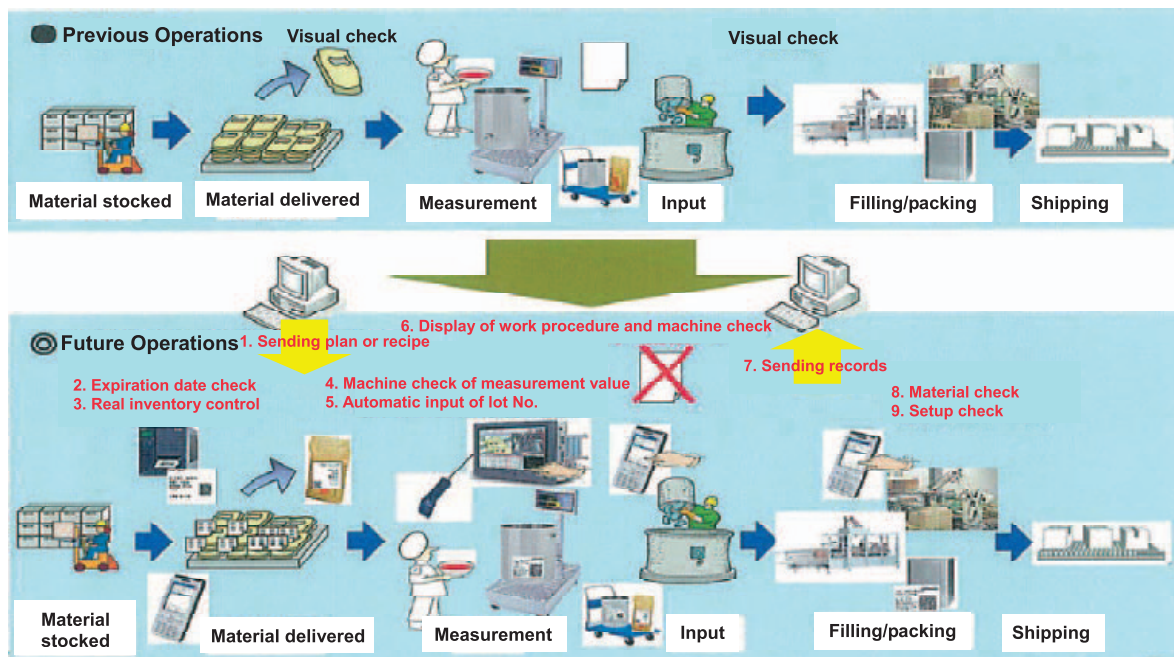 Previous Operations
Visual check
Visual check
Material stocked
Material delivered
Measurement
Input
Filling/packing
Shipping
6. Display of work procedure and machine check
Future Operations
1. Sending plan or recipe
7. Sending records
2. Expiration date check
3. Real inventory control
4. Machine check of measurement value
5. Automatic input of lot No.
8. Material check
9. Setup check
Material
stocked
Material delivered
Measurement
Input
Filling/packing
Shipping